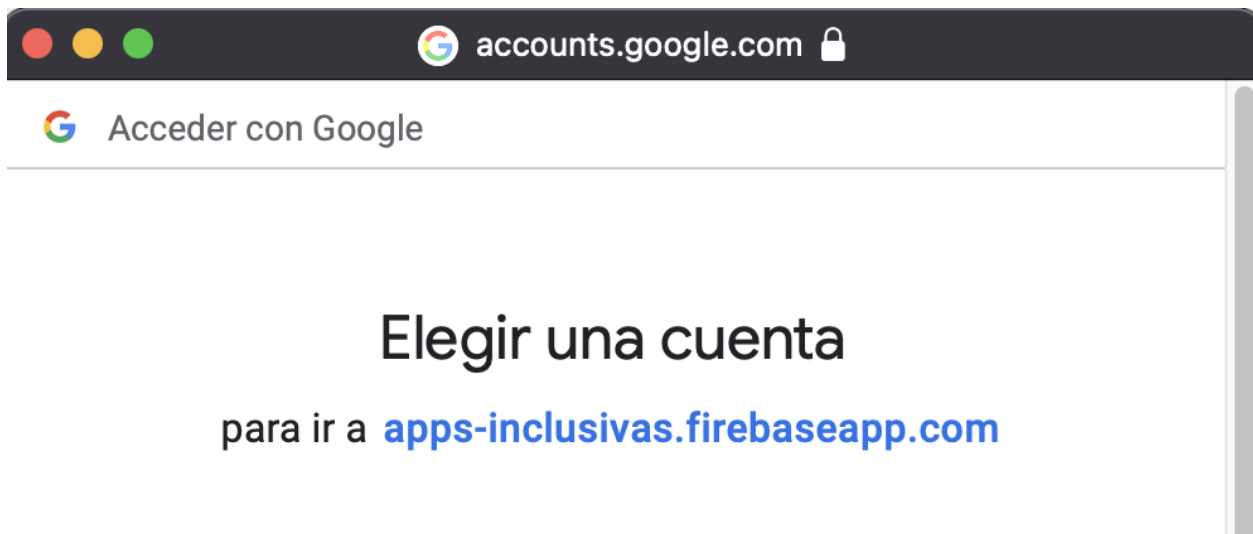 accounts.google.com
Acceder con Google
Elegir una cuenta
para ir a apps-inclusivas.firebaseapp.com